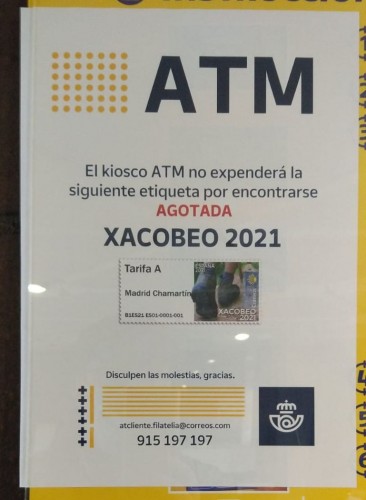 ATM
El kiosco ATM no expenderá la
siguiente etiqueta por encontrarse
AGOTADA
XACOBEO 2021
Tarifa A
Madrid Chamartín
ESPAÑA
XACOBEO
2021
Disculpen las molestias, gracias.
atcliente.filatelia@correos.com
915 197 197